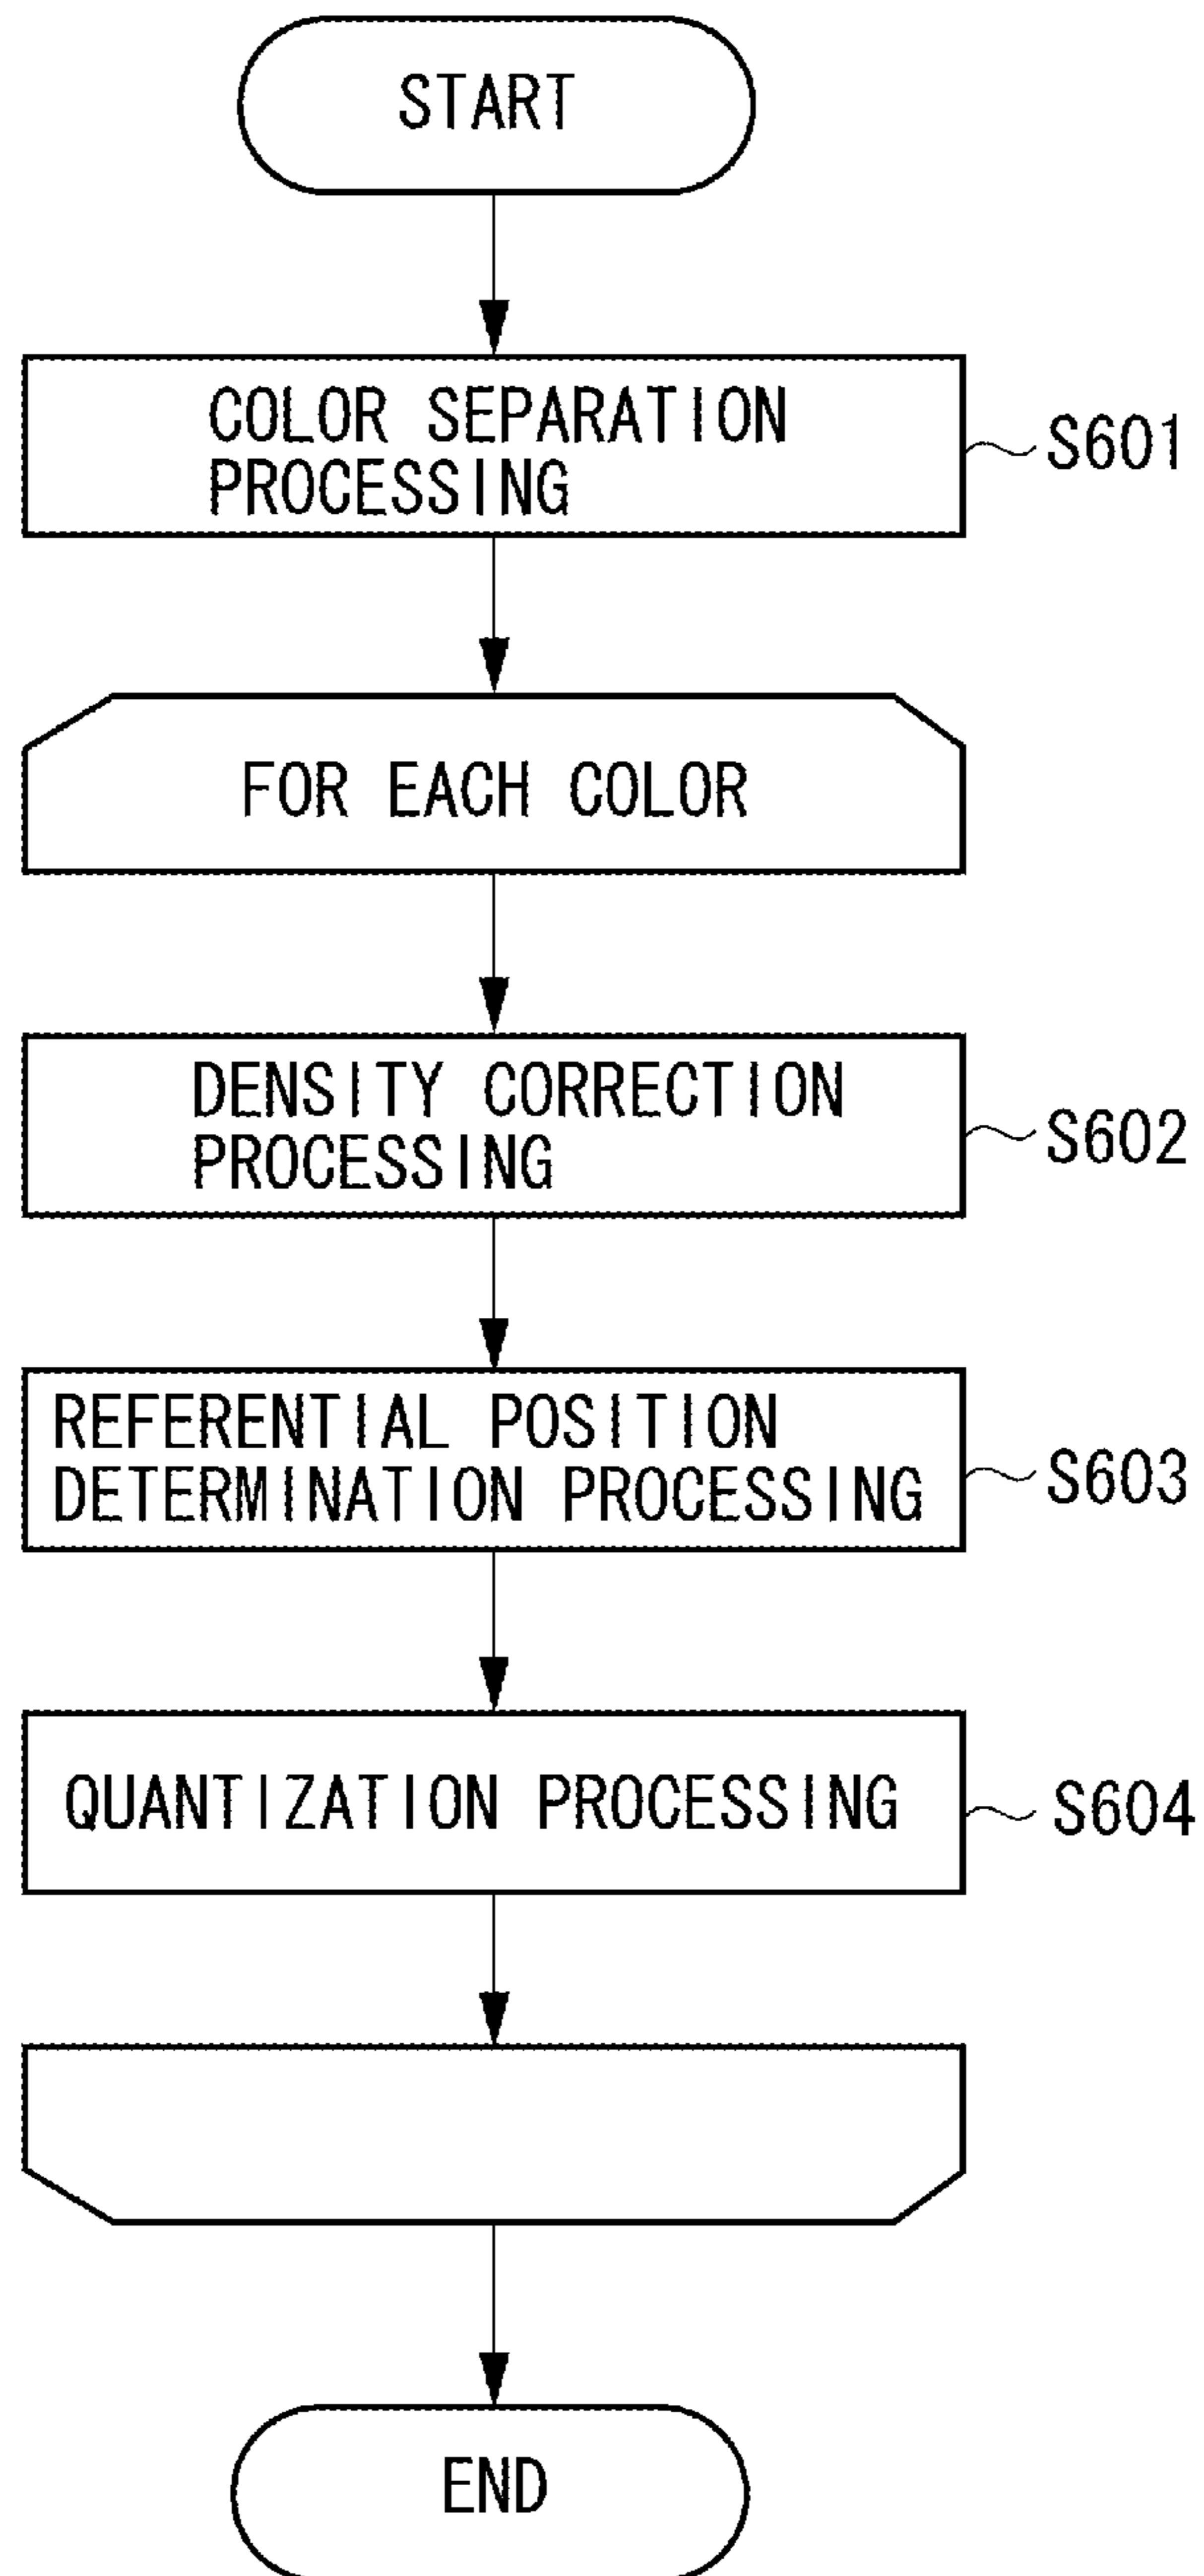 START
COLOR SEPARATION
PROCESSING
S601
FOR EACH COLOR
DENSITY CORRECTION
PROCESSING
S602
REFERENTIAL POSITION
DETERMINATION PROCESSING
S603
QUANTIZATION PROCESSING
S604
END